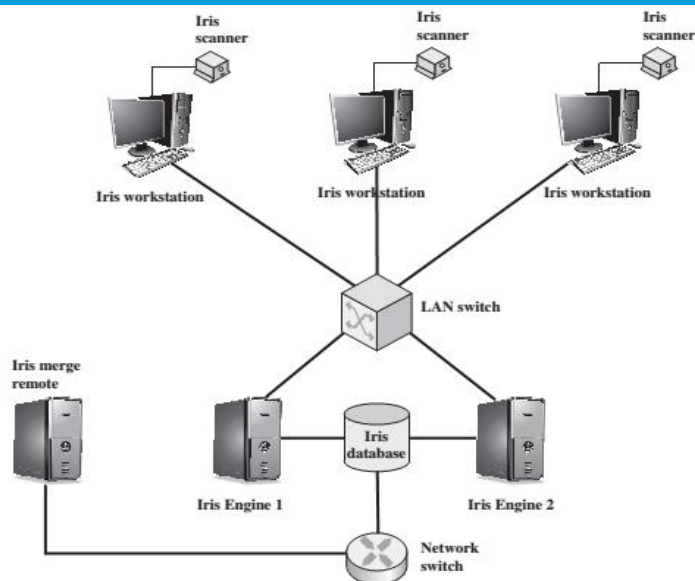 Iris
scanner
Iris
scanner
Iris
scanner
Iris workstation
Iris workstation
Iris workstation
LAN switch
Iris merge
remote
Iris
database
Iris Engine 1
Iris Engine 2
Network
switch